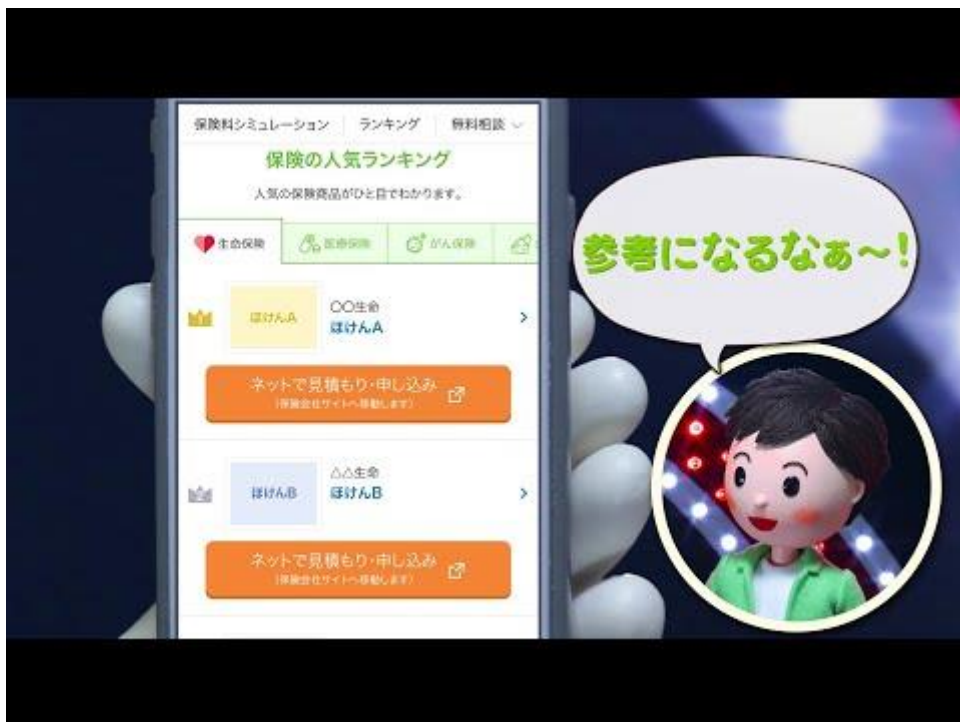 保険料シミュレーション ランキング 無料相談
保険の人気ランキング
人気の保険商品がひと目でわかります。
生命保険 医療保険 がん保険
1
ほけんA
〇〇生命
ほけんA
ネットで見積もり・申し込み
(保険会社サイトへ移動します)
2
ほけんB
△△生命
ほけんB
ネットで見積もり・申し込み
(保険会社サイトへ移動します)
参考になるなぁ〜!